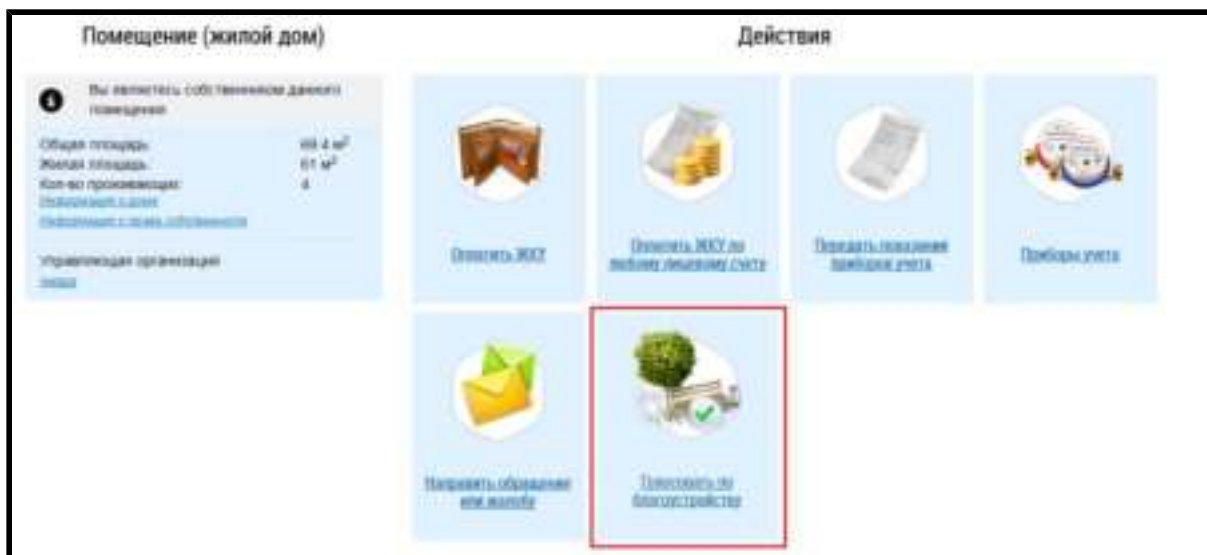 Помещение (жилой дом)
Действия
Вы являетесь собственником данного
помещения
Общая площадь: 69.4 м²
Жилая площадь: 61 м²
Кол-во проживающих: 4
Информация о доме
Информация о праве собственности
Управляющая организация
Оплатить ЖКУ
Оплатить ЖКУ по
любому лицевому счету
Передать показания
приборов учета
Приборы учета
Направить обращение
или жалобу
Голосовать по
благоустройству